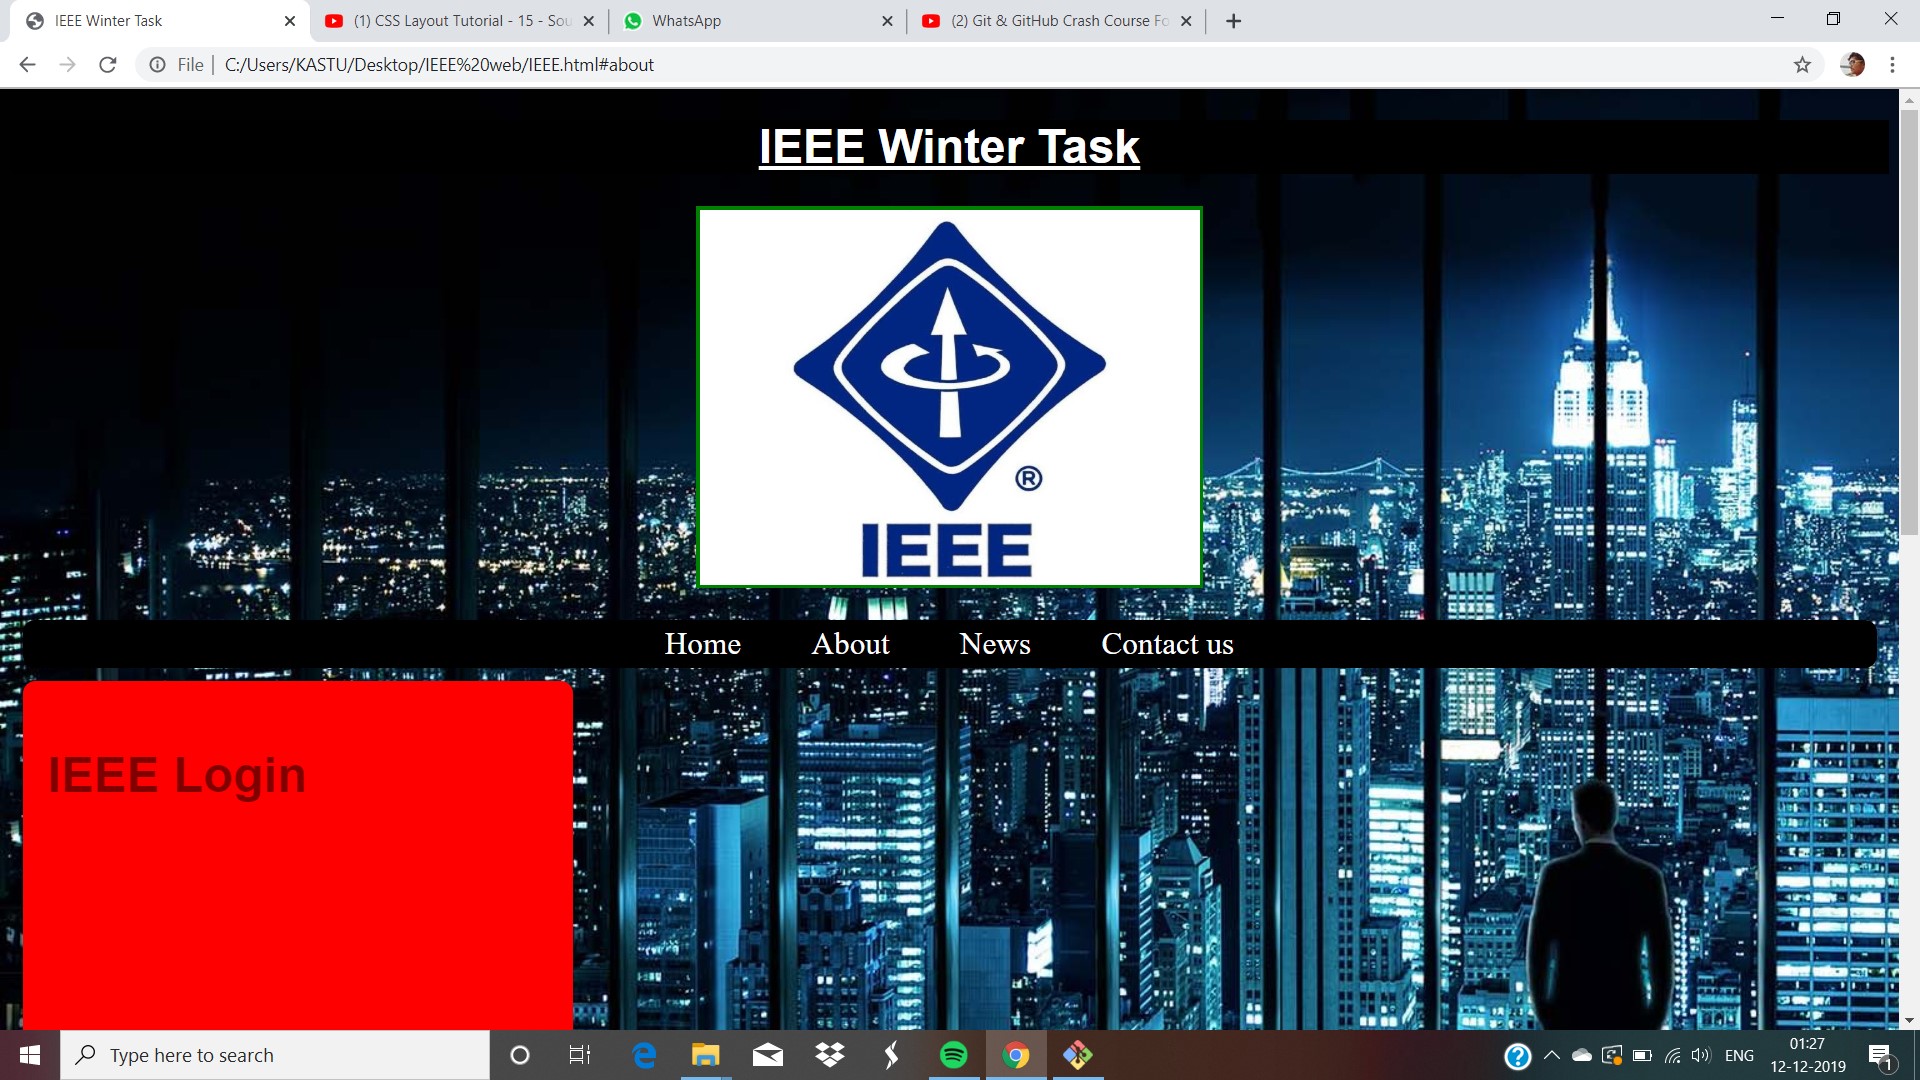 IEEE Winter Task
(1) CSS Layout Tutorial - 15 - Sou
WhatsApp
(2) Git & GitHub Crash Course Fo
File
C:/Users/KASTU/Desktop/IEEE%20web/IEEE.html#about
IEEE Winter Task
®
IEEE
Home About News Contact us
IEEE Login
Type here to search
ENG
01:27
12-12-2019
1